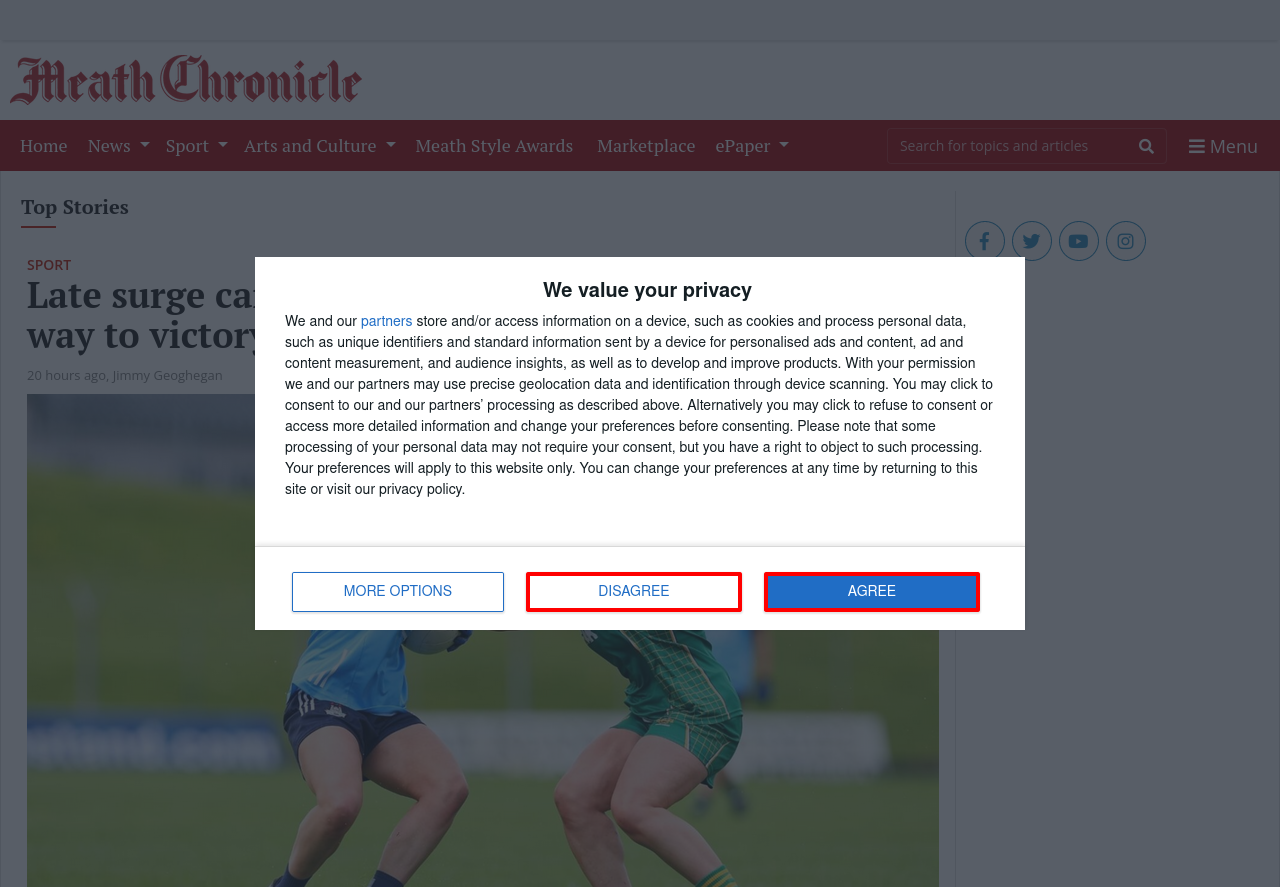 Meath Chronicle
Home News Sport Arts and Culture Meath Style Awards Marketplace ePaper Search for topics and articles Menu
Top Stories
SPORT
Late surge
way to victory
20 hours ago, Jimmy Geoghegan
We value your privacy
We and our partners store and/or access information on a device, such as cookies and process personal data,
such as unique identifiers and standard information sent by a device for personalised ads and content, ad and
content measurement, and audience insights, as well as to develop and improve products. With your permission
we and our partners may use precise geolocation data and identification through device scanning. You may click to
consent to our and our partners’ processing as described above. Alternatively you may click to refuse to consent or
access more detailed information and change your preferences before consenting. Please note that some
processing of your personal data may not require your consent, but you have a right to object to such processing.
Your preferences will apply to this website only. You can change your preferences at any time by returning to this
site or visit our privacy policy.
MORE OPTIONS DISAGREE AGREE